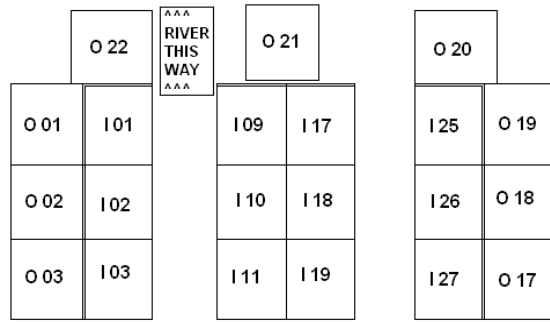 O 22
^^^
RIVER
THIS
WAY
^^^
O 21
O 20
O 01 I 01 I 09 I 17 I 25 O 19
O 02 I 02 I 10 I 18 I 26 O 18
O 03 I 03 I 11 I 19 I 27 O 17